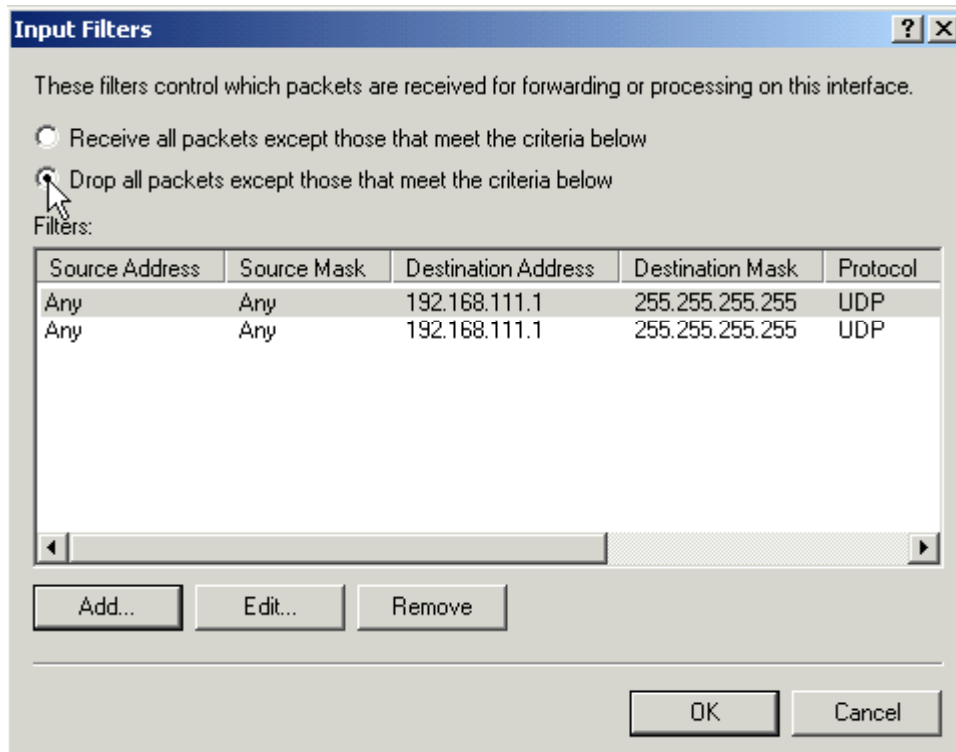 Input Filters
These filters control which packets are received for forwarding or processing on this interface.
Receive all packets except those that meet the criteria below
Drop all packets except those that meet the criteria below
Filters:
Source Address Source Mask Destination Address Destination Mask Protocol
Any Any 192.168.111.1 255.255.255.255 UDP
Any Any 192.168.111.1 255.255.255.255 UDP
Add... Edit... Remove
OK Cancel